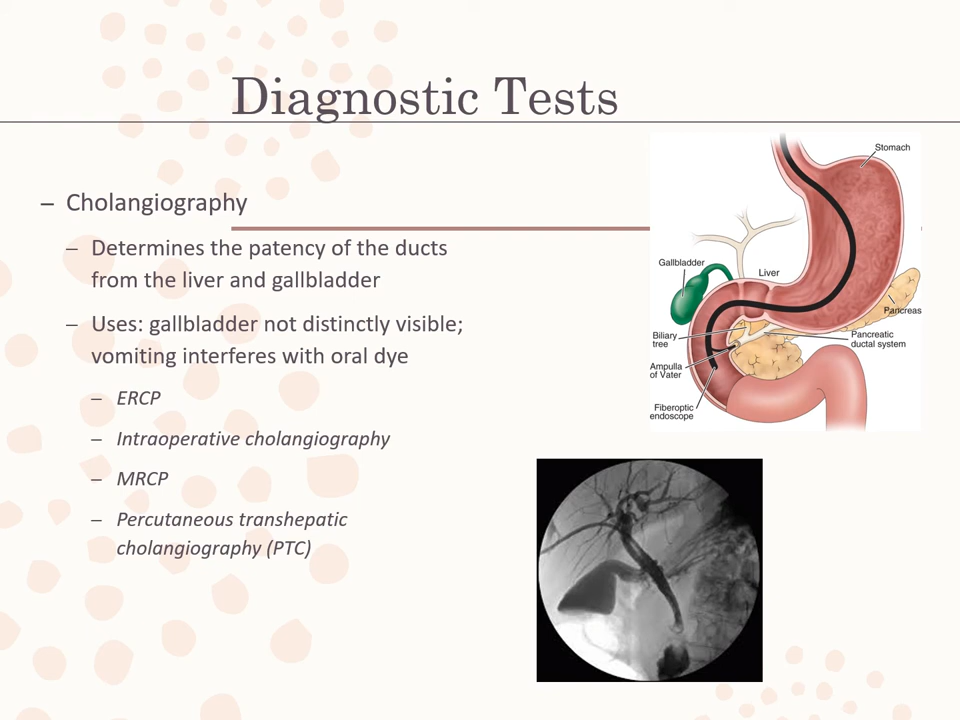 Diagnostic Tests
– Cholangiography
– Determines the patency of the ducts
from the liver and gallbladder
– Uses: gallbladder not distinctly visible;
vomiting interferes with oral dye
– ERCP
– Intraoperative cholangiography
– MRCP
– Percutaneous transhepatic
cholangiography (PTC)
Stomach
Gallbladder
Liver
Pancreas
Biliary
tree
Pancreatic
ductal system
Ampulla
of Vater
Fiberoptic
endoscope